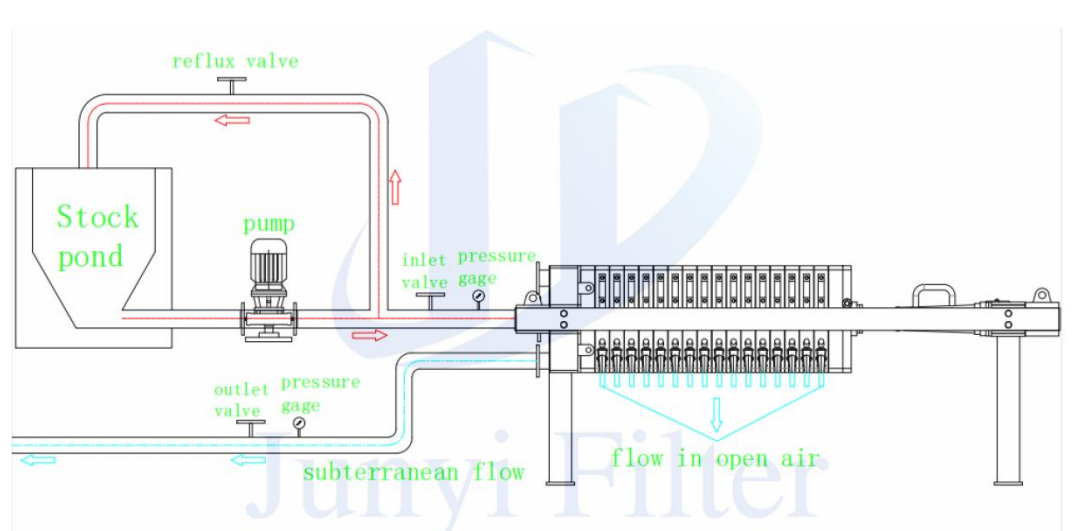 reflux valve
Stock
pond
pump
inlet
valve
pressure
gage
outlet
valve
pressure
gage
subterranean flow
flow in open air
Junyi Filter